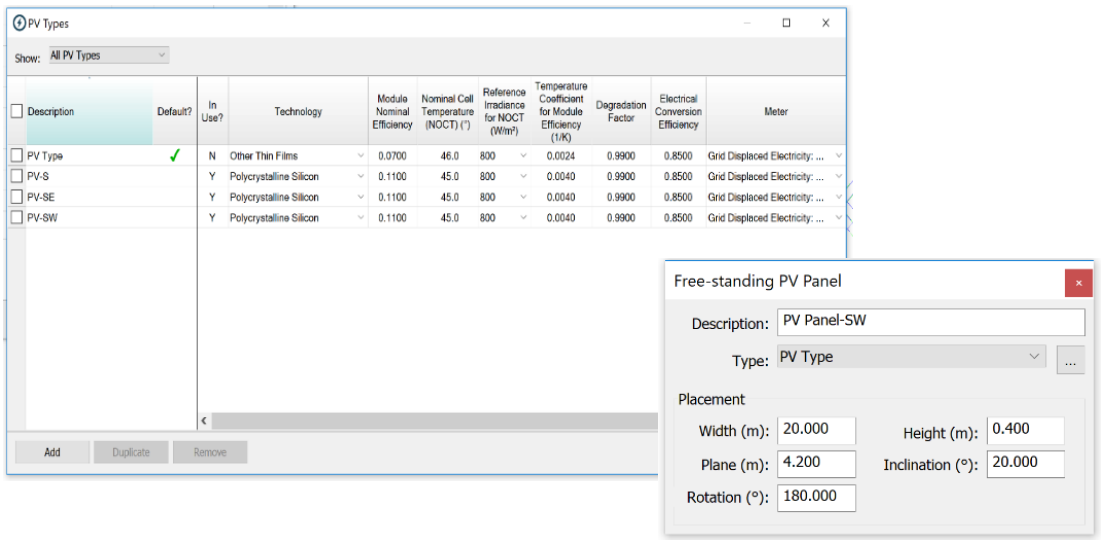 PV Types
Show: All PV Types
Description Default? In Use? Technology Module Nominal Efficiency Nominal Cell Temperature (NOCT) (°) Reference Irradiance for NOCT (W/m²) Temperature Coefficient for Module Efficiency (1/K) Degradation Factor Electrical Conversion Efficiency Meter
PV Type ✓ N Other Thin Films 0.0700 46.0 800 0.0024 0.9900 0.8500 Grid Displaced Electricity: ...
PV-S Y Polycrystalline Silicon 0.1100 45.0 800 0.0040 0.9900 0.8500 Grid Displaced Electricity: ...
PV-SE Y Polycrystalline Silicon 0.1100 45.0 800 0.0040 0.9900 0.8500 Grid Displaced Electricity: ...
PV-SW Y Polycrystalline Silicon 0.1100 45.0 800 0.0040 0.9900 0.8500 Grid Displaced Electricity: ...
Add Duplicate Remove
Free-standing PV Panel
Description: PV Panel-SW
Type: PV Type ...
Placement
Width (m): 20.000 Height (m): 0.400
Plane (m): 4.200 Inclination (°): 20.000
Rotation (°): 180.000